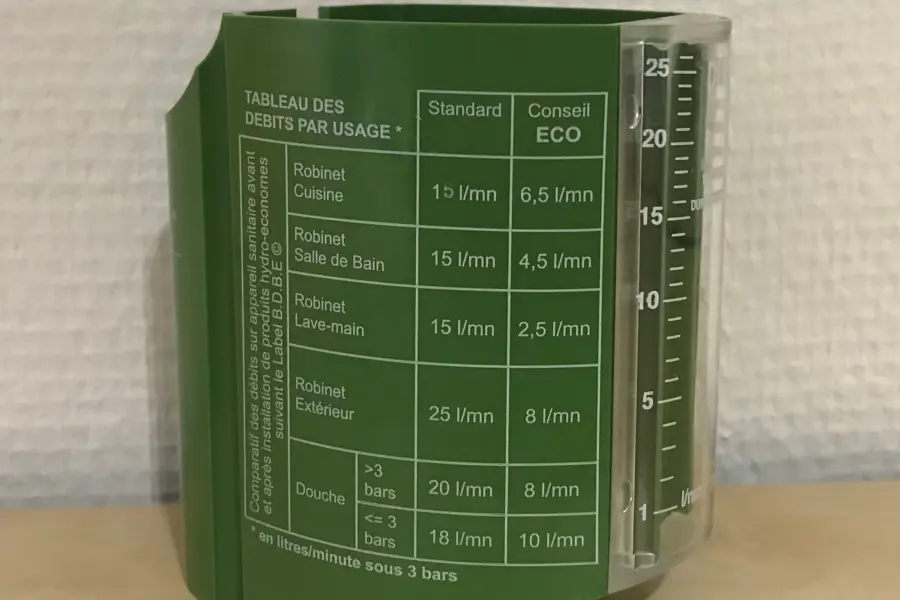 TABLEAU DES
DEBITS PAR USAGE *
Standard
Conseil
ECO
Comparatif des débits sur appareil sanitaire avant
et après installation de produits hydro-economes
suivant le Label B.D.B.E ©
Robinet
Cuisine
15 l/mn
6,5 l/mn
Robinet
Salle de Bain
15 l/mn
4,5 l/mn
Robinet
Lave-main
15 l/mn
2,5 l/mn
Robinet
Extérieur
25 l/mn
8 l/mn
Douche
>3
bars
20 l/mn
8 l/mn
<= 3
bars
18 l/mn
10 l/mn
* en litres/minute sous 3 bars
25
20
15
10
5
1